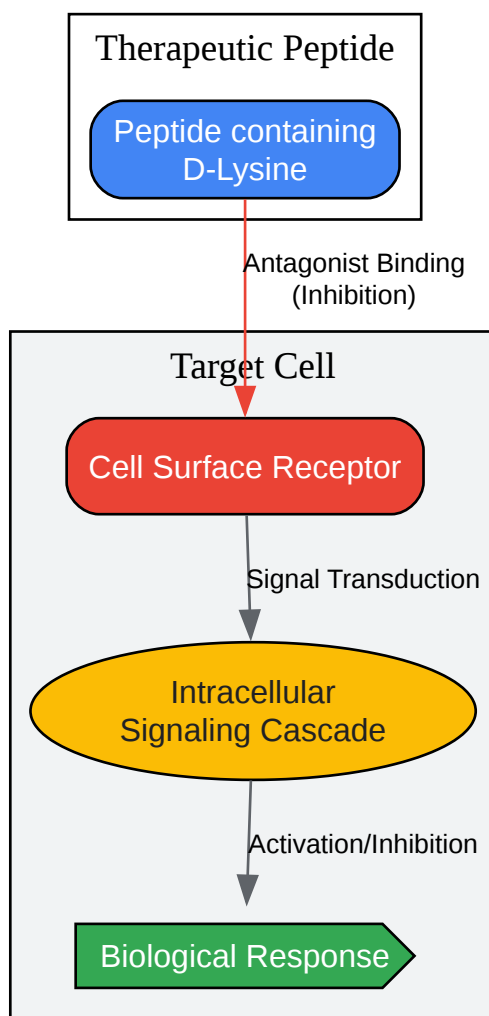 Therapeutic Peptide
Peptide containing
D-Lysine
Antagonist Binding
(Inhibition)
Target Cell
Cell Surface Receptor
Signal Transduction
Intracellular
Signaling Cascade
Activation/Inhibition
Biological Response